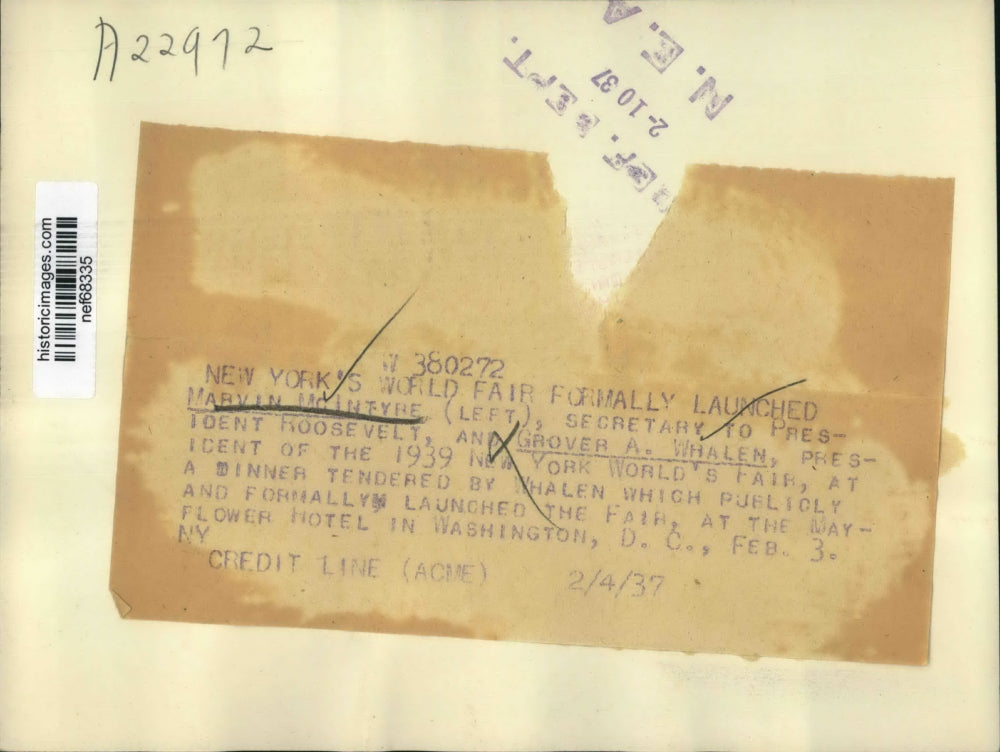 A22912
N. E. A
2-10 37
REF. DEPT.
historicimages.com
nef68335
W 380272
NEW YORK'S WORLD FAIR FORMALLY LAUNCHED
MARVIN MCINTYRE (LEFT), SECRETARY TO PRES-
IDENT ROOSEVELT, AND GROVER A. WHALEN, PRES-
ICENT OF THE 1939 NEW YORK WORLD'S FAIR, AT
A DINNER TENDERED BY WHALEN WHICH PUBLICLY
AND FORMALLYM LAUNCHED THE FAIR, AT THE MAY-
FLOWER HOTEL IN WASHINGTON, D. C., FEB. 3.
NY
CREDIT LINE (ACME) 2/4/37